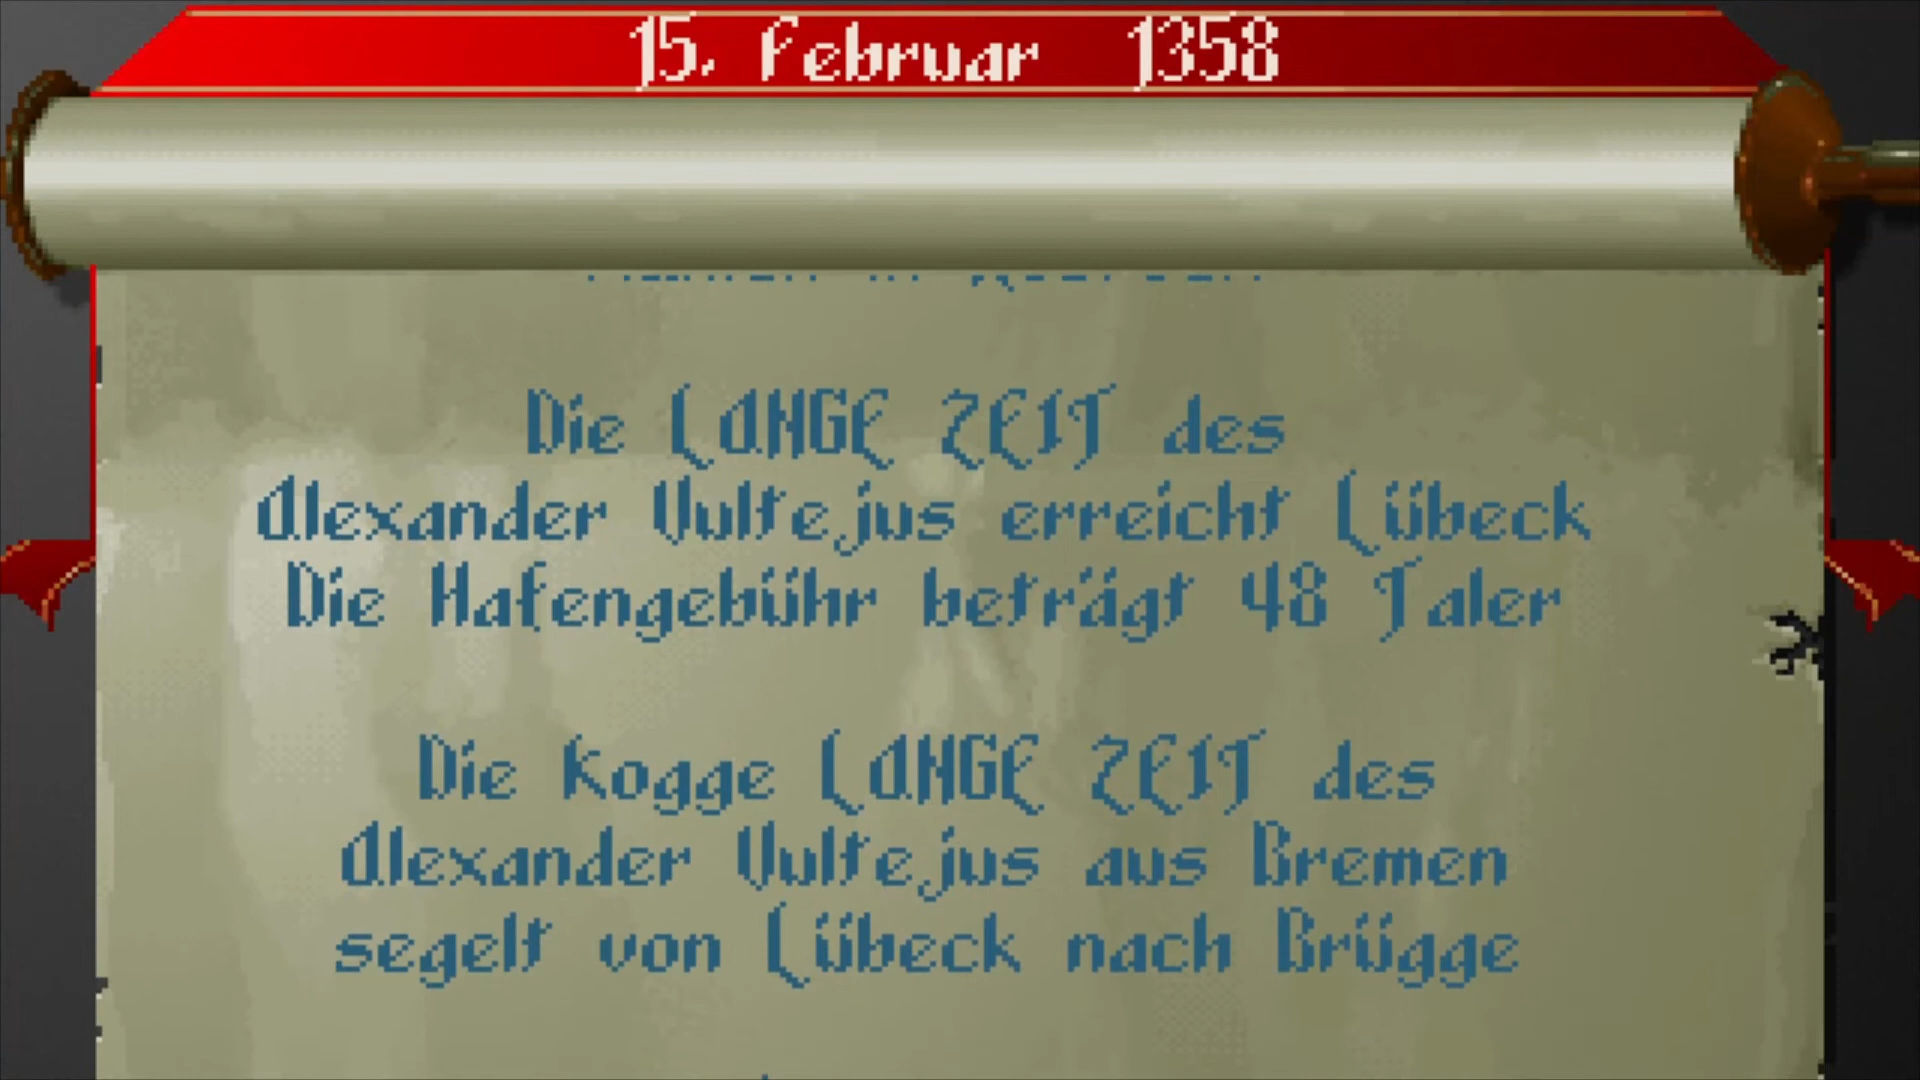 15. Februar 1358
Die LANGE ZEIT des
Alexander Vultejus erreicht Lübeck
Die Hafengebühr beträgt 48 Taler
Die Kogge LANGE ZEIT des
Alexander Vultejus aus Bremen
segelt von Lübeck nach Brügge